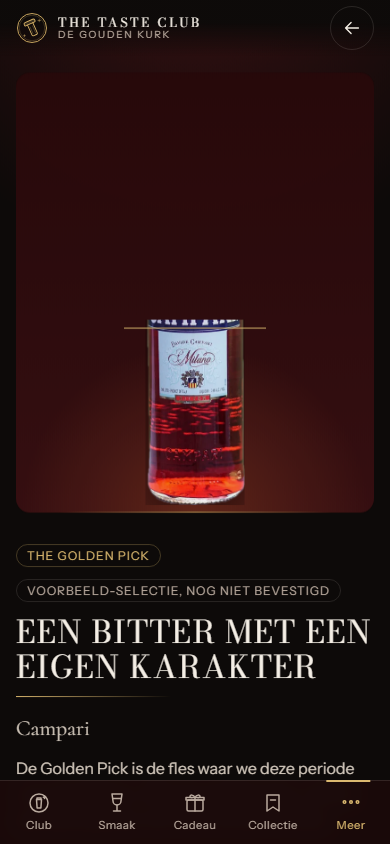 THE TASTE CLUB
DE GOUDEN KURK
Milano
CAMPARI
THE GOLDEN PICK
VOORBEELD-SELECTIE, NOG NIET BEVESTIGD
EEN BITTER MET EEN
EIGEN KARAKTER
Campari
De Golden Pick is de fles waar we deze periode
Club
Smaak
Cadeau
Collectie
Meer